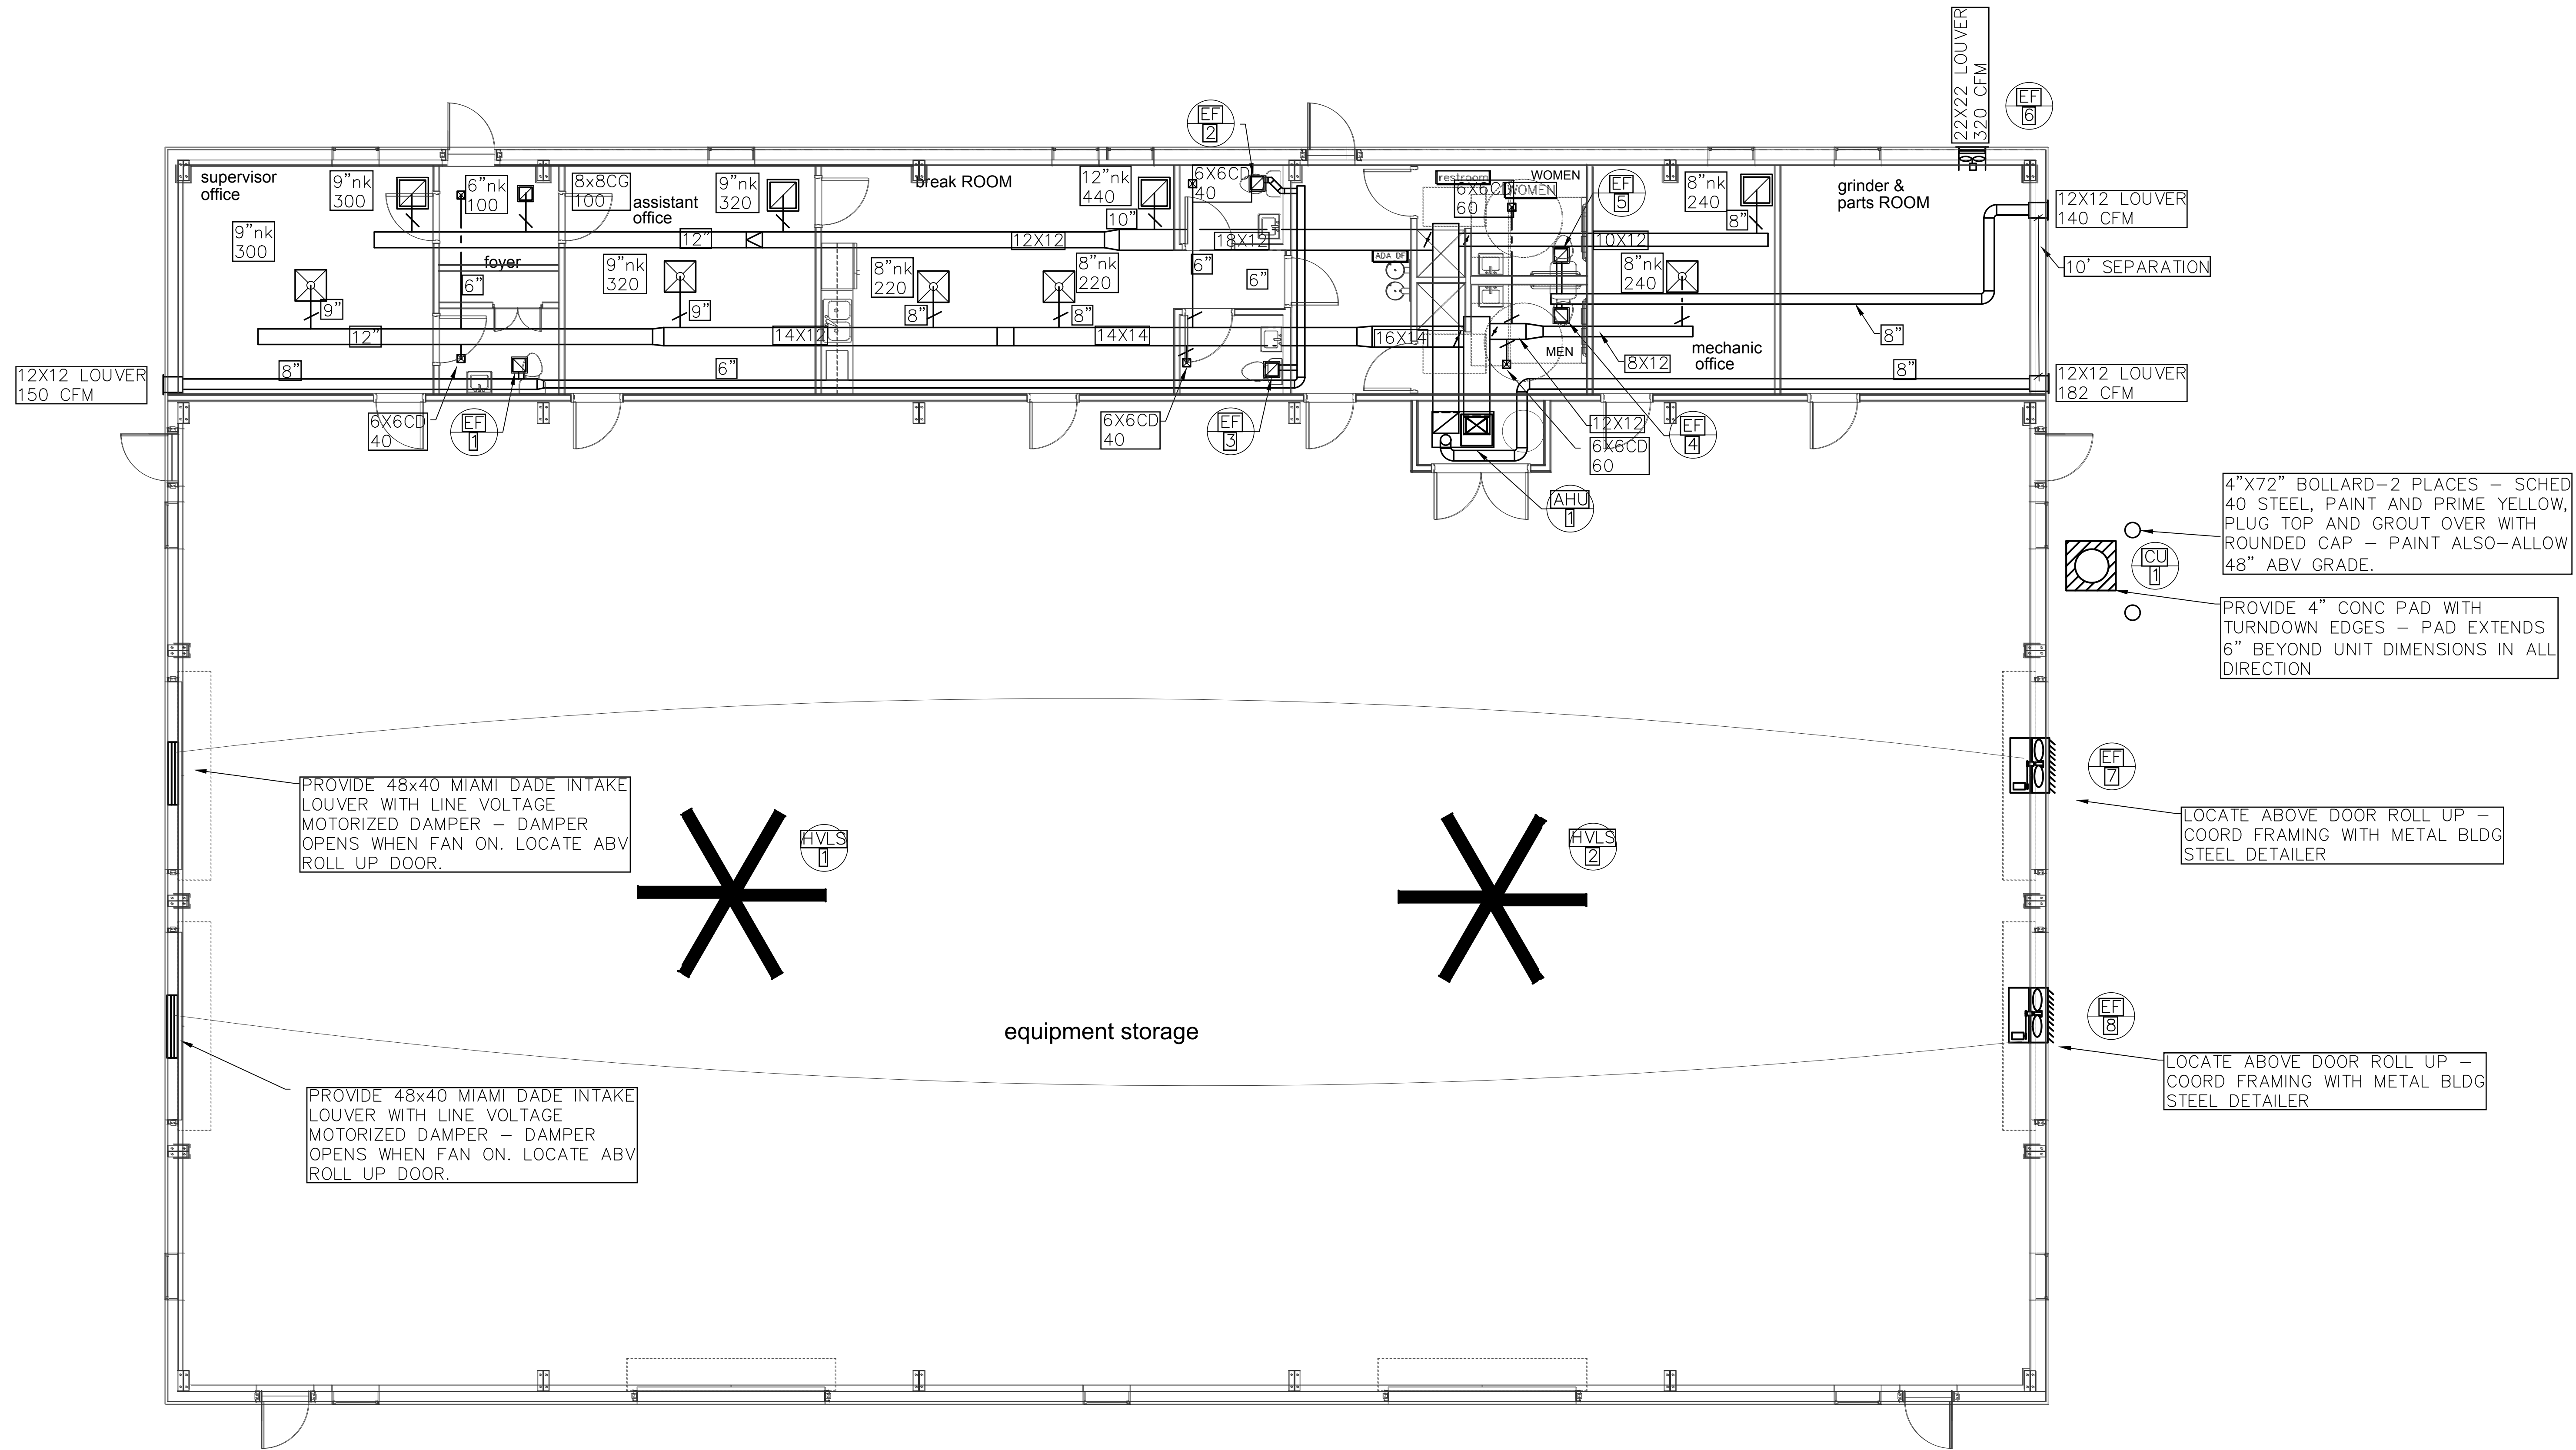 22X22 LOUVER
320 CFM
EF
6
EF
2
supervisor
office
9"nk
300
6"nk
100
8x8CG
100
assistant
office
9"nk
320
break ROOM
12"nk
440
10"
6X6CD
40
restroom
6X6CD
60
WOMEN
WOMEN
EF
5
8"nk
240
8"
grinder &
parts ROOM
12X12 LOUVER
140 CFM
9"nk
300
12"
12X12
18X12
10X12
10' SEPARATION
foyer
6"
9"nk
320
8"nk
220
8"nk
220
6"
6"
ADA DF
8"nk
240
9"
9"
8"
8"
12"
14X12
14X14
16X14
8"
MEN
mechanic
office
8X12
12X12 LOUVER
150 CFM
8"
6"
8"
12X12 LOUVER
182 CFM
6X6CD
40
EF
1
6X6CD
40
EF
3
12X12
EF
4
6X6CD
60
AHU
1
4"X72" BOLLARD-2 PLACES - SCHED
40 STEEL, PAINT AND PRIME YELLOW,
PLUG TOP AND GROUT OVER WITH
ROUNDED CAP - PAINT ALSO-ALLOW
48" ABV GRADE.
CU
1
PROVIDE 4" CONC PAD WITH
TURNDOWN EDGES - PAD EXTENDS
6" BEYOND UNIT DIMENSIONS IN ALL
DIRECTION
PROVIDE 48x40 MIAMI DADE INTAKE
LOUVER WITH LINE VOLTAGE
MOTORIZED DAMPER - DAMPER
OPENS WHEN FAN ON. LOCATE ABV
ROLL UP DOOR.
HVLS
1
HVLS
2
EF
7
LOCATE ABOVE DOOR ROLL UP -
COORD FRAMING WITH METAL BLDG
STEEL DETAILER
equipment storage
EF
8
LOCATE ABOVE DOOR ROLL UP -
COORD FRAMING WITH METAL BLDG
STEEL DETAILER
PROVIDE 48x40 MIAMI DADE INTAKE
LOUVER WITH LINE VOLTAGE
MOTORIZED DAMPER - DAMPER
OPENS WHEN FAN ON. LOCATE ABV
ROLL UP DOOR.